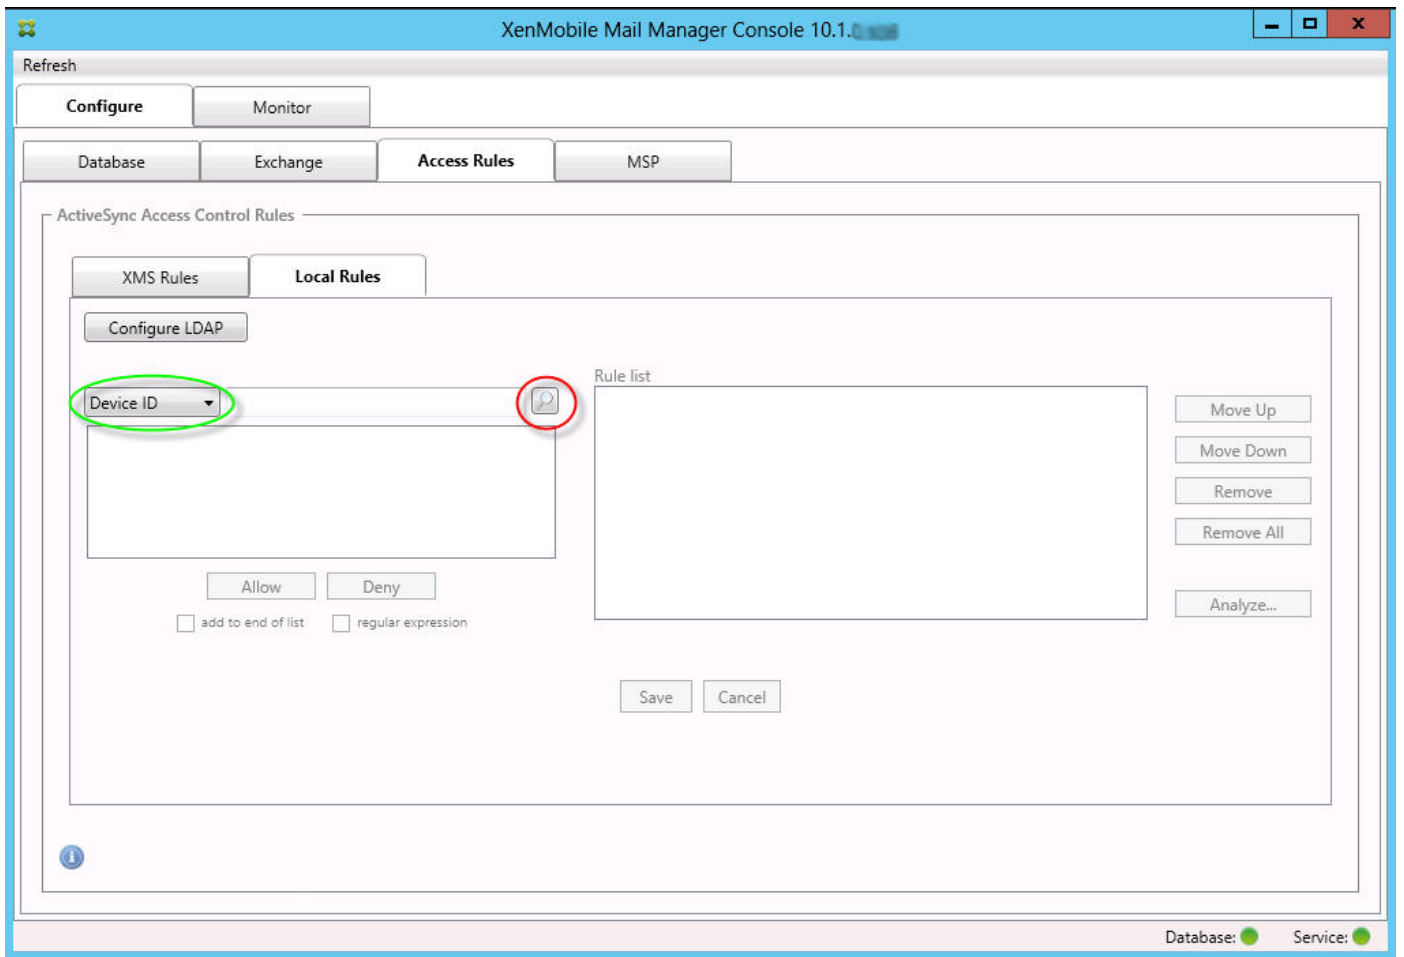 XenMobile Mail Manager Console 10.1.
Refresh
Configure Monitor
Database Exchange Access Rules MSP
ActiveSync Access Control Rules
XMS Rules Local Rules
Configure LDAP
Rule list
Device ID
Move Up
Move Down
Remove
Remove All
Allow Deny
Analyze...
add to end of list regular expression
Save Cancel
Database: Service: